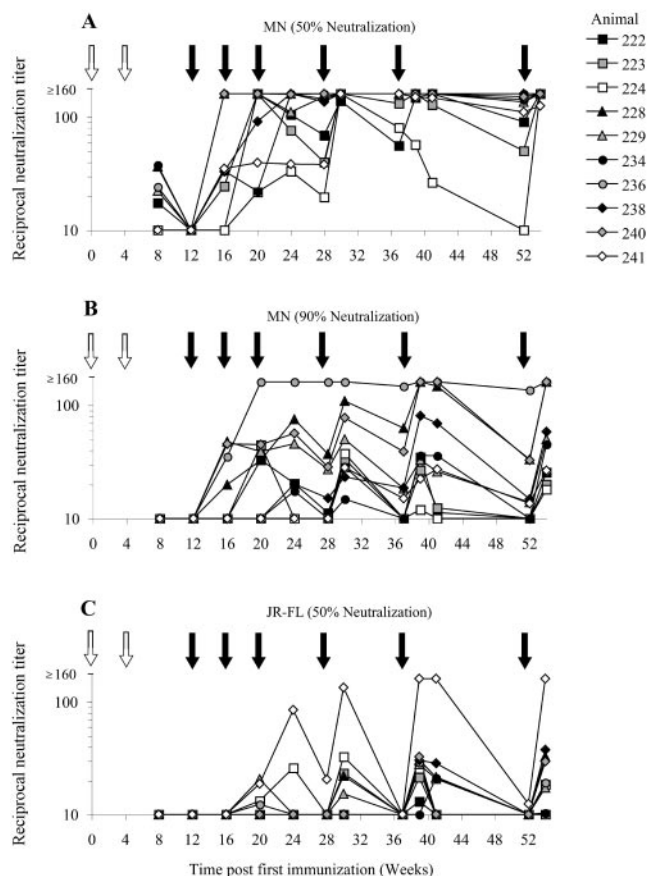 A
MN (50% Neutralization)
Animal
222
223
224
228
229
234
236
238
240
241
Reciprocal neutralization titer
≥160
100
10
0 4 8 12 16 20 24 28 32 36 40 44 48 52
B
MN (90% Neutralization)
Reciprocal neutralization titer
≥160
100
10
0 4 8 12 16 20 24 28 32 36 40 44 48 52
C
JR-FL (50% Neutralization)
Reciprocal neutralization titer
≥160
100
10
0 4 8 12 16 20 24 28 32 36 40 44 48 52
Time post first immunization (Weeks)